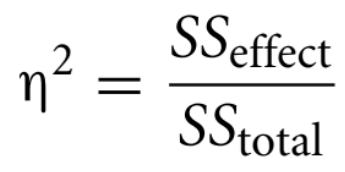 η² = SS_effect / SS_total